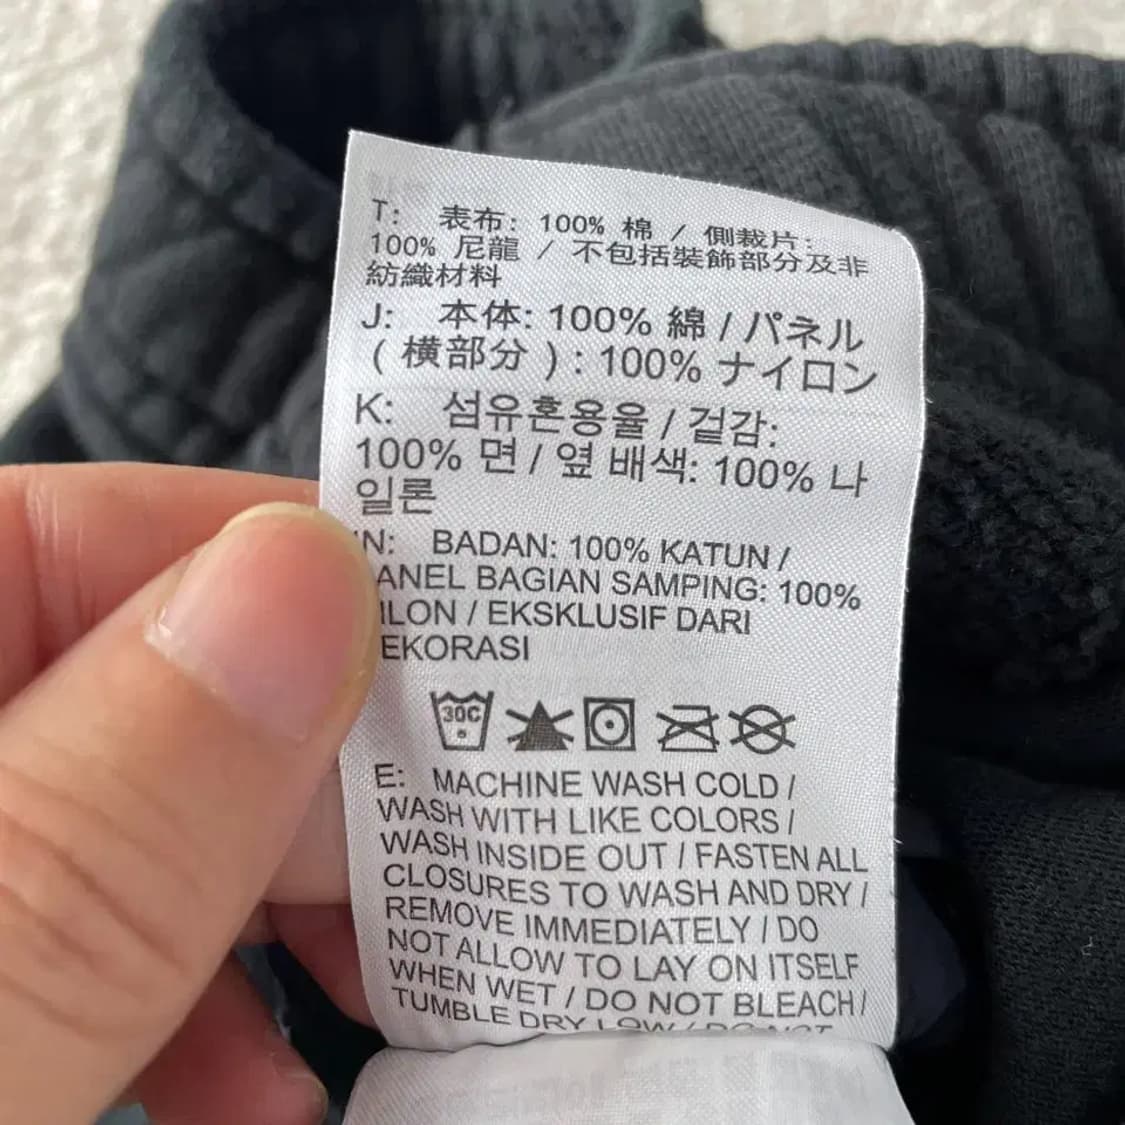 T: 表布: 100% 棉 / 側裁片:
100% 尼龍 / 不包括裝飾部分及非
紡織材料
J: 本体: 100% 綿 / パネル
( 横部分 ) : 100% ナイロン
K: 섬유혼용율 / 겉감:
100% 면 / 옆 배색: 100% 나
일론
IN: BADAN: 100% KATUN /
ANEL BAGIAN SAMPING: 100%
ILON / EKSKLUSIF DARI
EKORASI
30C
E: MACHINE WASH COLD /
WASH WITH LIKE COLORS /
WASH INSIDE OUT / FASTEN ALL
CLOSURES TO WASH AND DRY /
REMOVE IMMEDIATELY / DO
NOT ALLOW TO LAY ON ITSELF
WHEN WET / DO NOT BLEACH /
TUMBLE DRY LOW / DO NOT